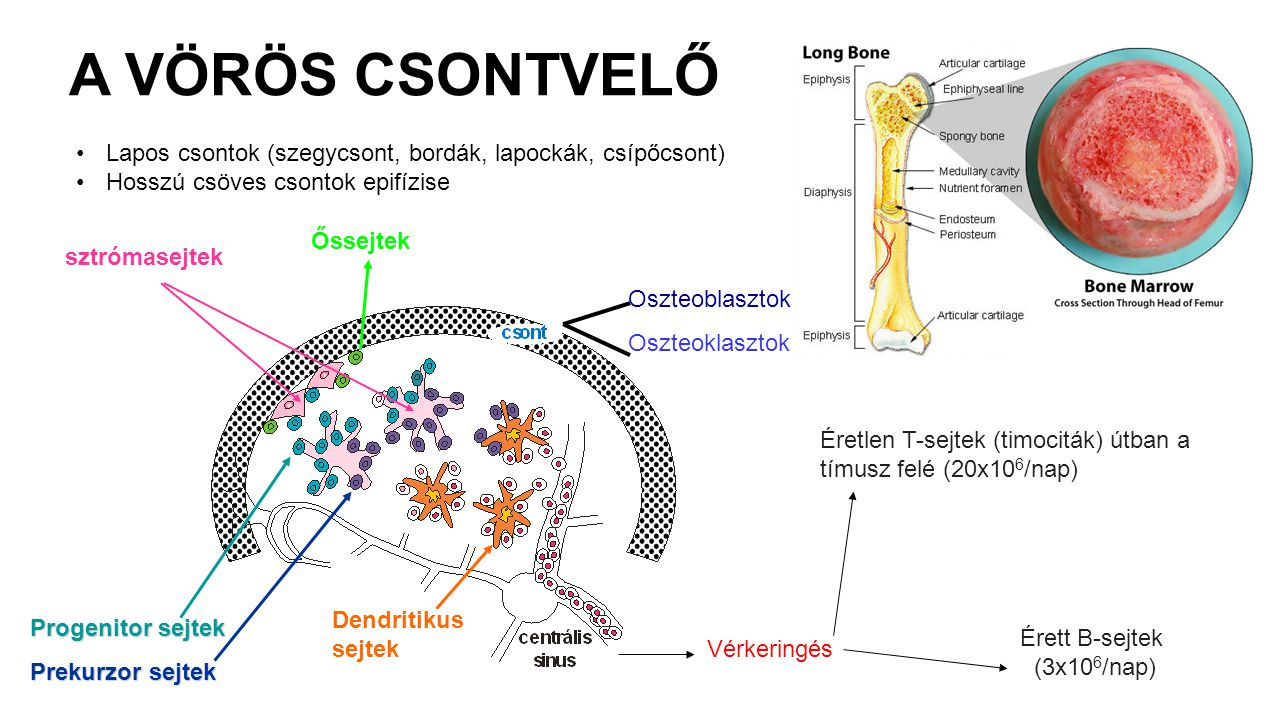 A VÖRÖS CSONTVELŐ
• Lapos csontok (szegycsont, bordák, lapockák, csípőcsont)
• Hosszú csöves csontok epifízise
Long Bone
Epiphysis
Articular cartilage
Ephiphyseal line
Spongy bone
Medullary cavity
Diaphysis
Nutrient foramen
Endosteum
Periosteum
Articular cartilage
Epiphysis
Bone Marrow
Cross Section Through Head of Femur
sztrómasejtek
Őssejtek
csont
Oszteoblasztok
Oszteoklasztok
Éretlen T-sejtek (timociták) útban a
tímusz felé (20x10⁶/nap)
Progenitor sejtek
Prekurzor sejtek
Dendritikus
sejtek
centrális
sinus
Vérkeringés
Érett B-sejtek
(3x10⁶/nap)